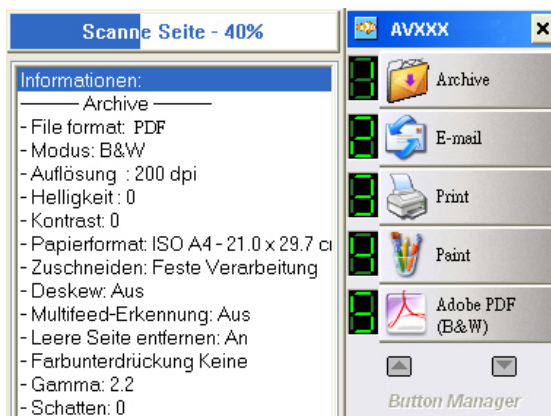 Scanne Seite - 40%
Informationen:
Archive
- File format: PDF
- Modus: B&W
- Auflösung : 200 dpi
- Helligkeit : 0
- Kontrast: 0
- Papierformat: ISO A4 - 21.0 x 29.7 c
- Zuschneiden: Feste Verarbeitung
- Deskew: Aus
- Multifeed-Erkennung: Aus
- Leere Seite entfernen: An
- Farbunterdrückung Keine
- Gamma: 2.2
- Schatten: 0
AVXXX
Archive
E-mail
Print
Paint
Adobe PDF
(B&W)
Button Manager